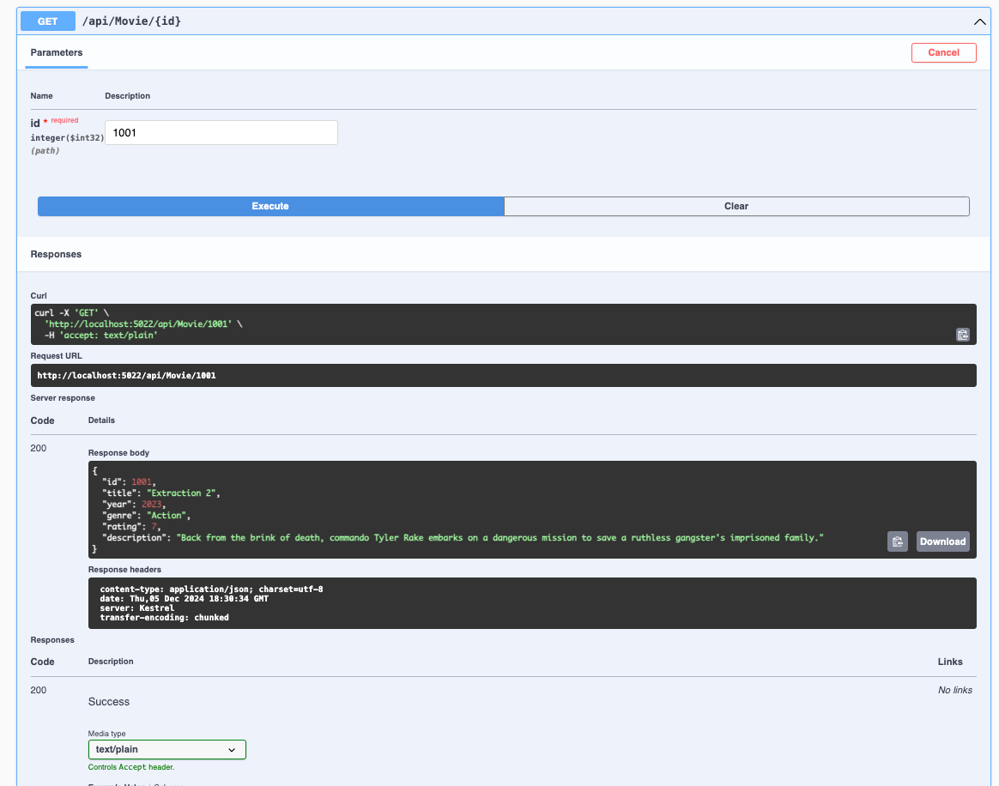 GET /api/Movie/{id}
Parameters
Cancel
Name Description
id * required
integer($int32)
(path)
1001
Execute Clear
Responses
Curl
curl -X 'GET' \
'http://localhost:5022/api/Movie/1001' \
-H 'accept: text/plain'
Request URL
http://localhost:5022/api/Movie/1001
Server response
Code Details
200
Response body
{
"id": 1001,
"title": "Extraction 2",
"year": 2023,
"genre": "Action",
"rating": 7,
"description": "Back from the brink of death, commando Tyler Rake embarks on a dangerous mission to save a ruthless gangster's imprisoned family."
}
Download
Response headers
content-type: application/json; charset=utf-8
date: Thu,05 Dec 2024 18:30:34 GMT
server: Kestrel
transfer-encoding: chunked
Responses
Code Description Links
200 No links
Success
Media type
text/plain
Controls Accept header.